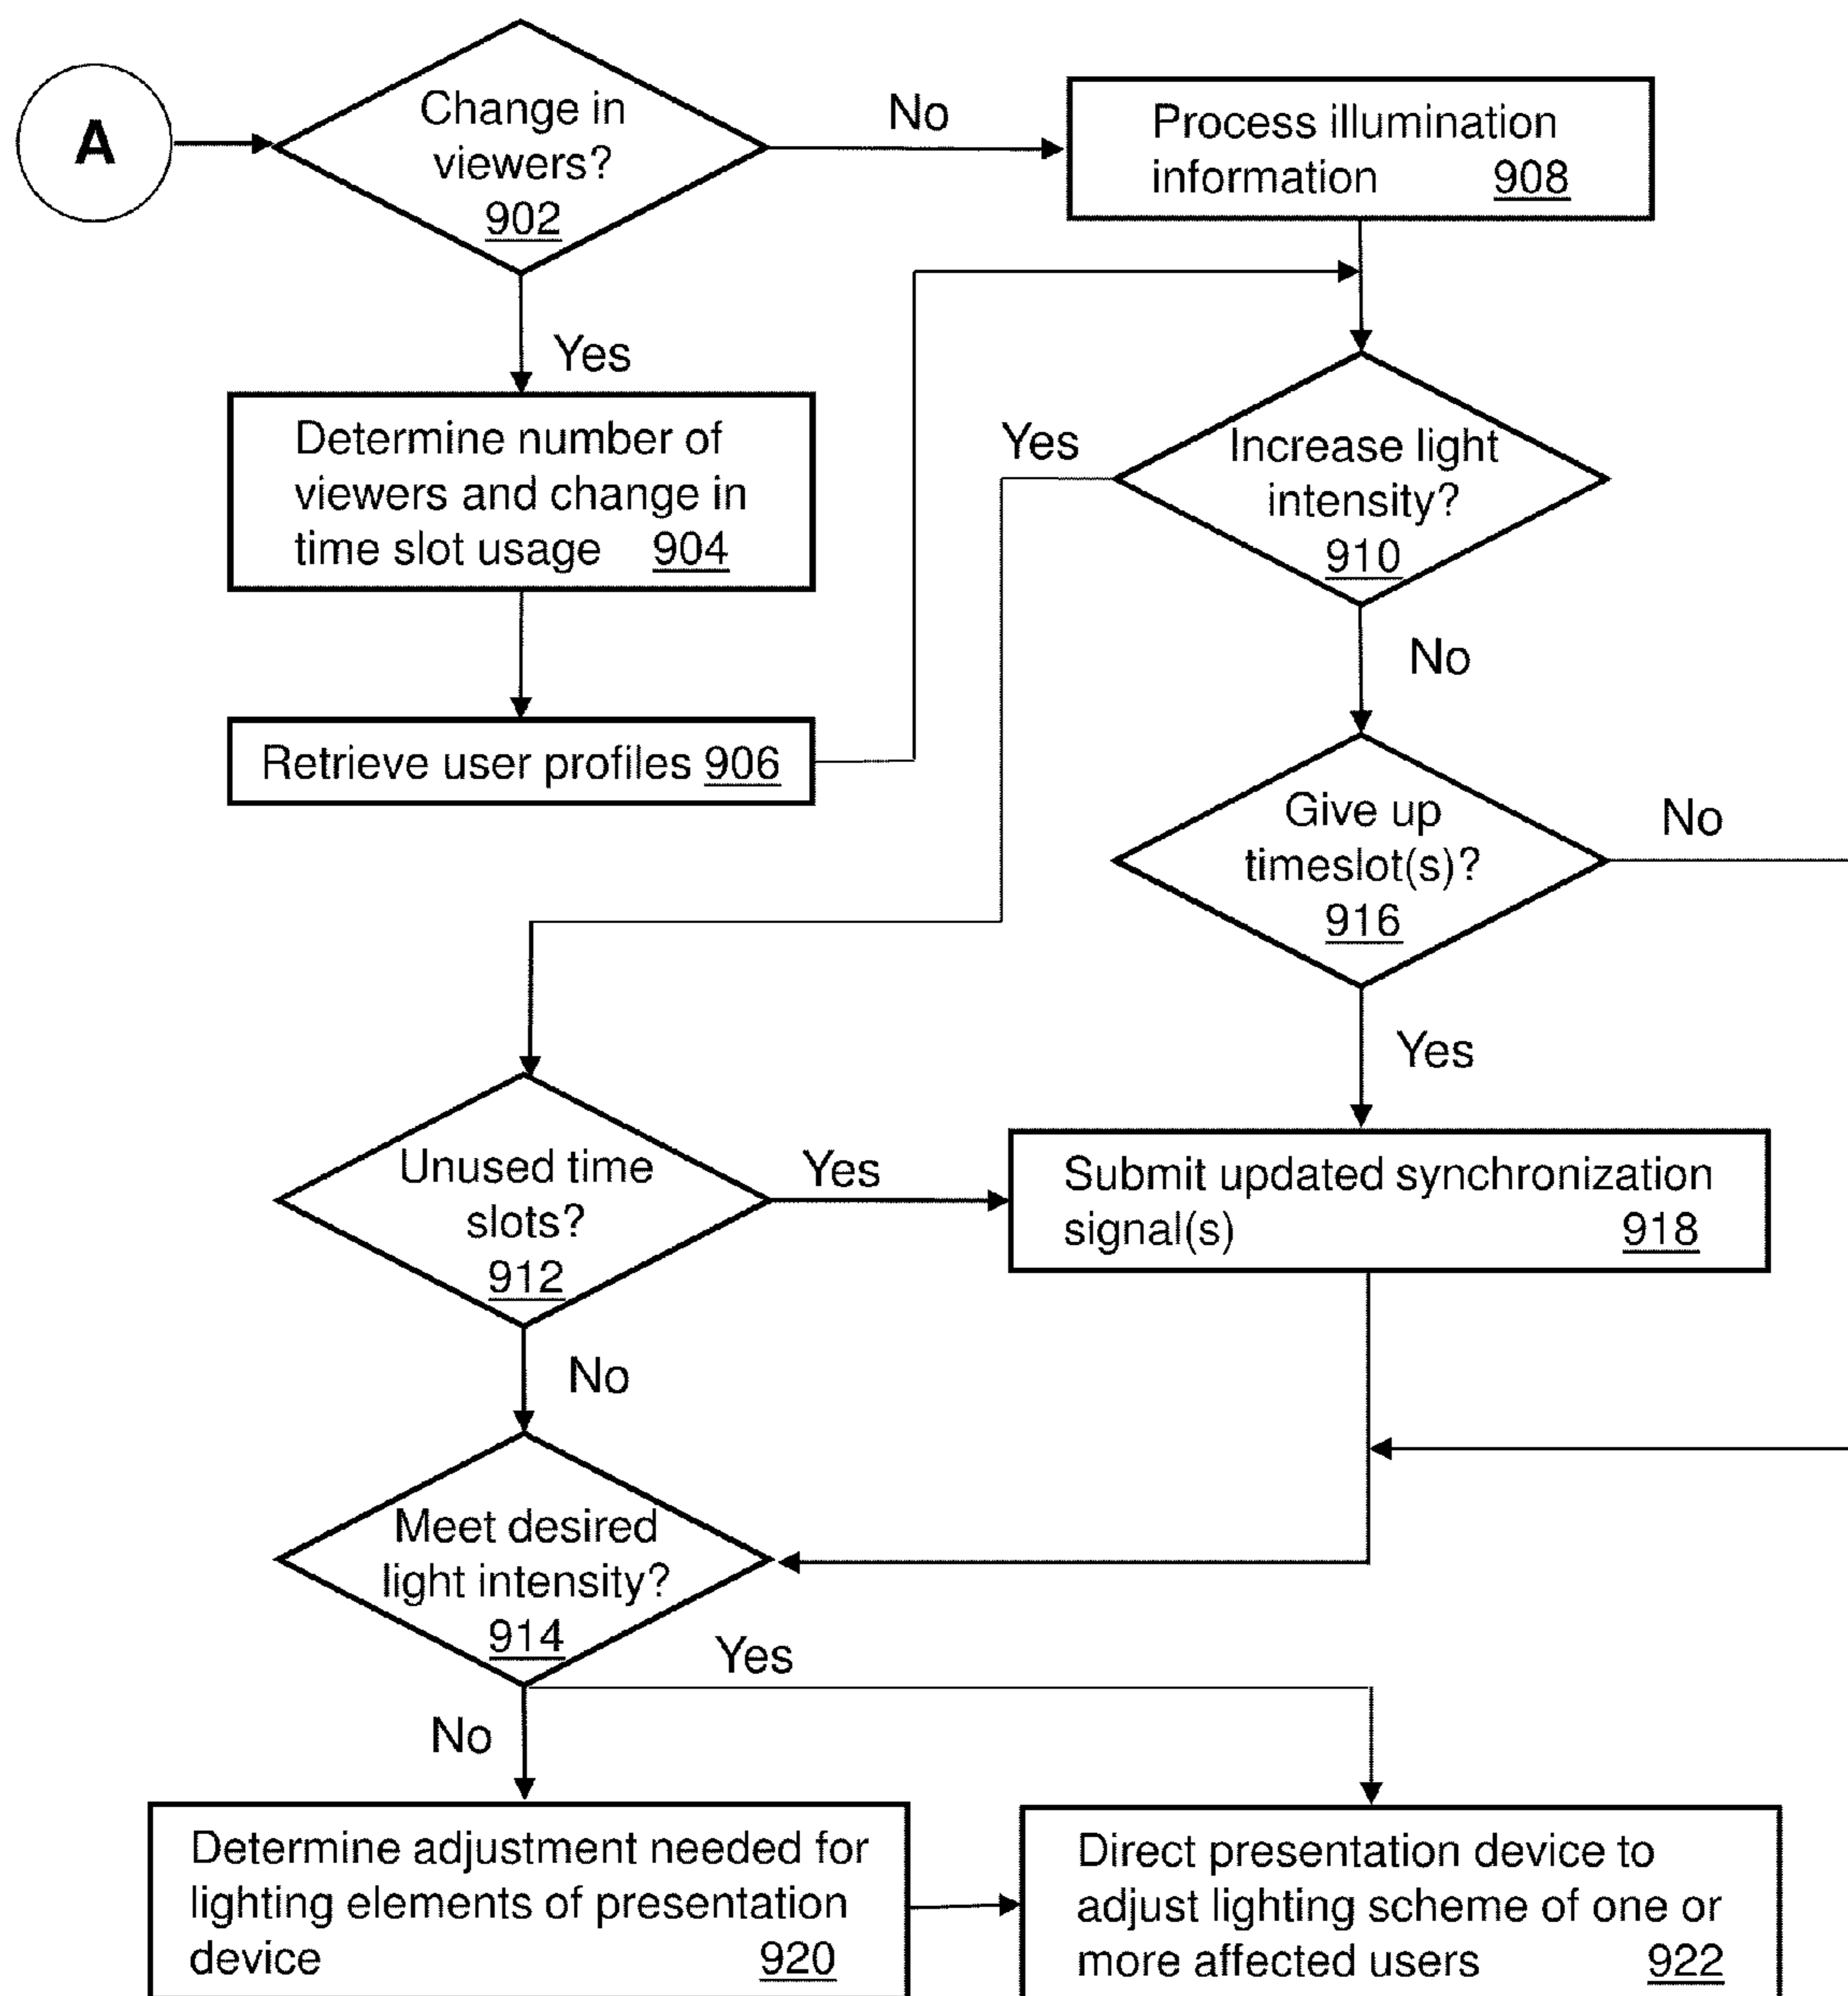 A
Change in
viewers?
902
No
Process illumination
information 908
Yes
Determine number of
viewers and change in
time slot usage 904
Retrieve user profiles 906
Yes
Increase light
intensity?
910
No
Give up
timeslot(s)?
916
No
Yes
Unused time
slots?
912
Yes
Submit updated synchronization
signal(s) 918
No
Meet desired
light intensity?
914
Yes
No
Determine adjustment needed for
lighting elements of presentation
device 920
Direct presentation device to
adjust lighting scheme of one or
more affected users 922